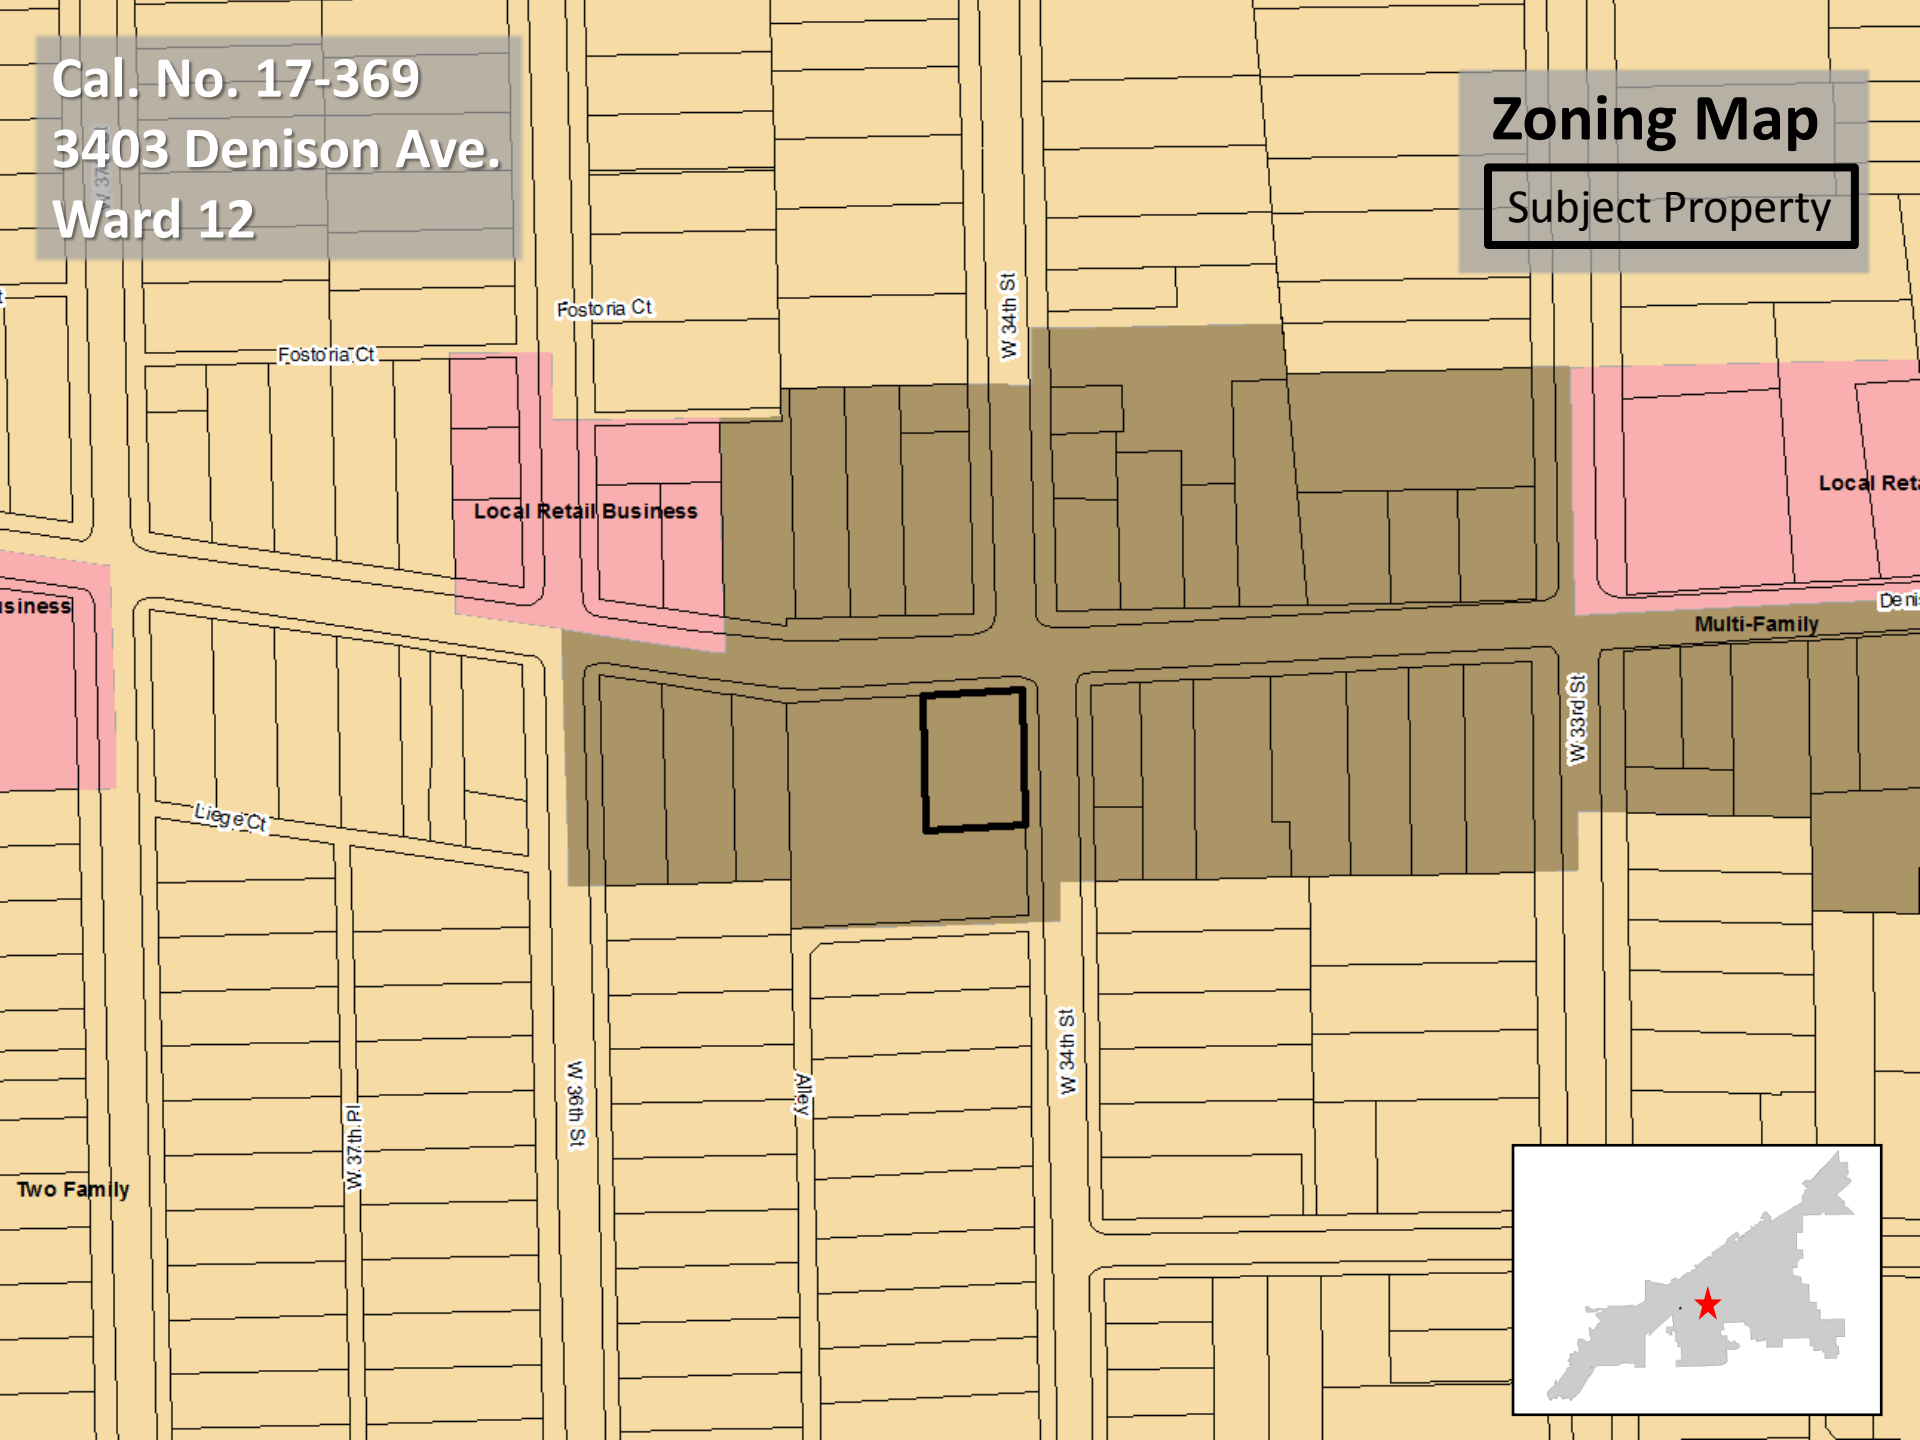 Cal. No. 17-369
3403 Denison Ave.
Ward 12
Zoning Map
Subject Property
W 34th St
Fostoria Ct
Fostoria Ct
Local Retail Business
Local Reta
usiness
Deni
Multi-Family
W 33rd St
Liege Ct
W 34th St
W 36th St
Alley
W 37th Pl
Two Family